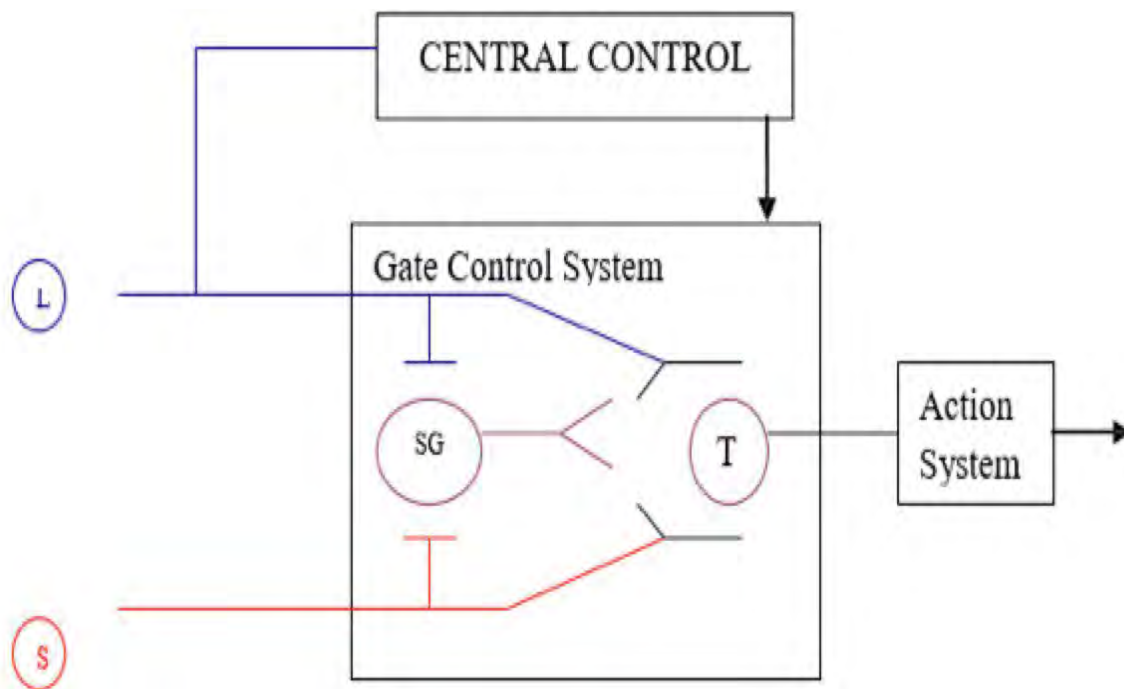 CENTRAL CONTROL
Gate Control System
L
SG
T
Action
System
S